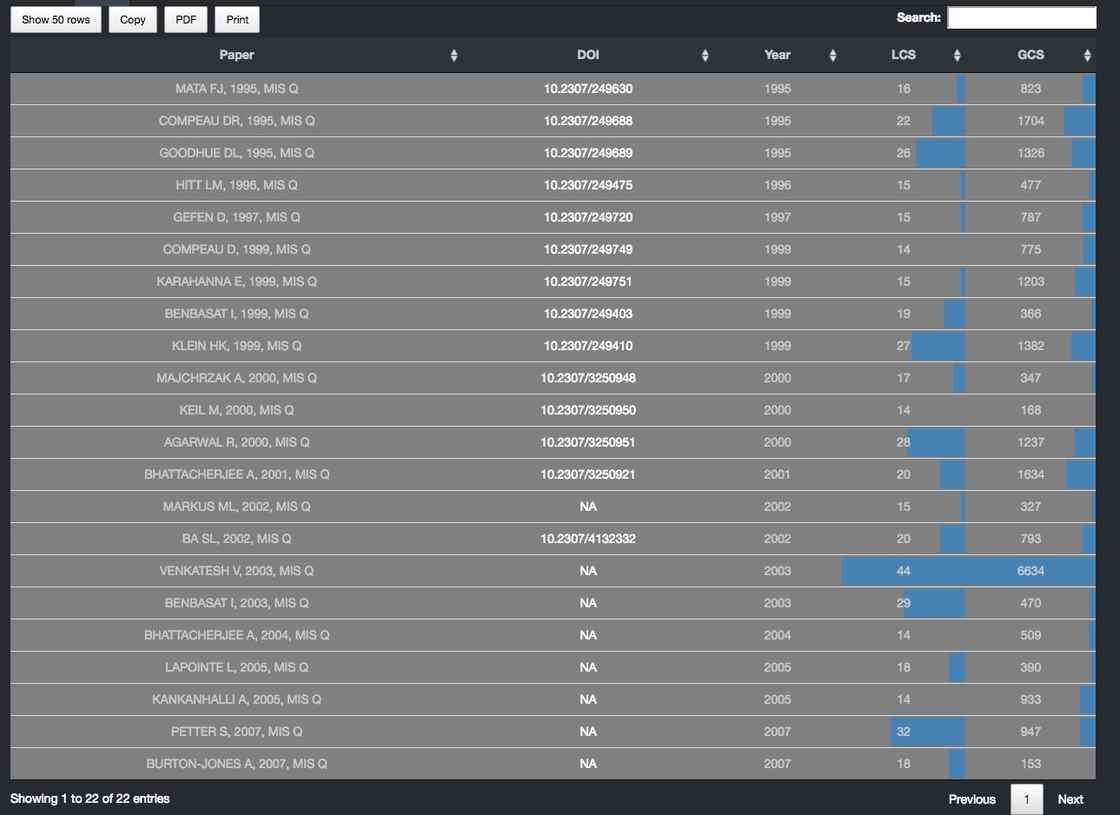 Show 50 rows Copy PDF Print Search:
Paper DOI Year LCS GCS
MATA FJ, 1995, MIS Q 10.2307/249630 1995 16 823
COMPEAU DR, 1995, MIS Q 10.2307/249688 1995 22 1704
GOODHUE DL, 1995, MIS Q 10.2307/249689 1995 26 1326
HITT LM, 1996, MIS Q 10.2307/249475 1996 15 477
GEFEN D, 1997, MIS Q 10.2307/249720 1997 15 787
COMPEAU D, 1999, MIS Q 10.2307/249749 1999 14 775
KARAHANNA E, 1999, MIS Q 10.2307/249751 1999 15 1203
BENBASAT I, 1999, MIS Q 10.2307/249403 1999 19 366
KLEIN HK, 1999, MIS Q 10.2307/249410 1999 27 1382
MAJCHRZAK A, 2000, MIS Q 10.2307/3250948 2000 17 347
KEIL M, 2000, MIS Q 10.2307/3250950 2000 14 168
AGARWAL R, 2000, MIS Q 10.2307/3250951 2000 28 1237
BHATTACHERJEE A, 2001, MIS Q 10.2307/3250921 2001 20 1634
MARKUS ML, 2002, MIS Q NA 2002 15 327
BA SL, 2002, MIS Q 10.2307/4132332 2002 20 793
VENKATESH V, 2003, MIS Q NA 2003 44 6634
BENBASAT I, 2003, MIS Q NA 2003 29 470
BHATTACHERJEE A, 2004, MIS Q NA 2004 14 509
LAPOINTE L, 2005, MIS Q NA 2005 18 390
KANKANHALLI A, 2005, MIS Q NA 2005 14 933
PETTER S, 2007, MIS Q NA 2007 32 947
BURTON-JONES A, 2007, MIS Q NA 2007 18 153
Showing 1 to 22 of 22 entries Previous 1 Next